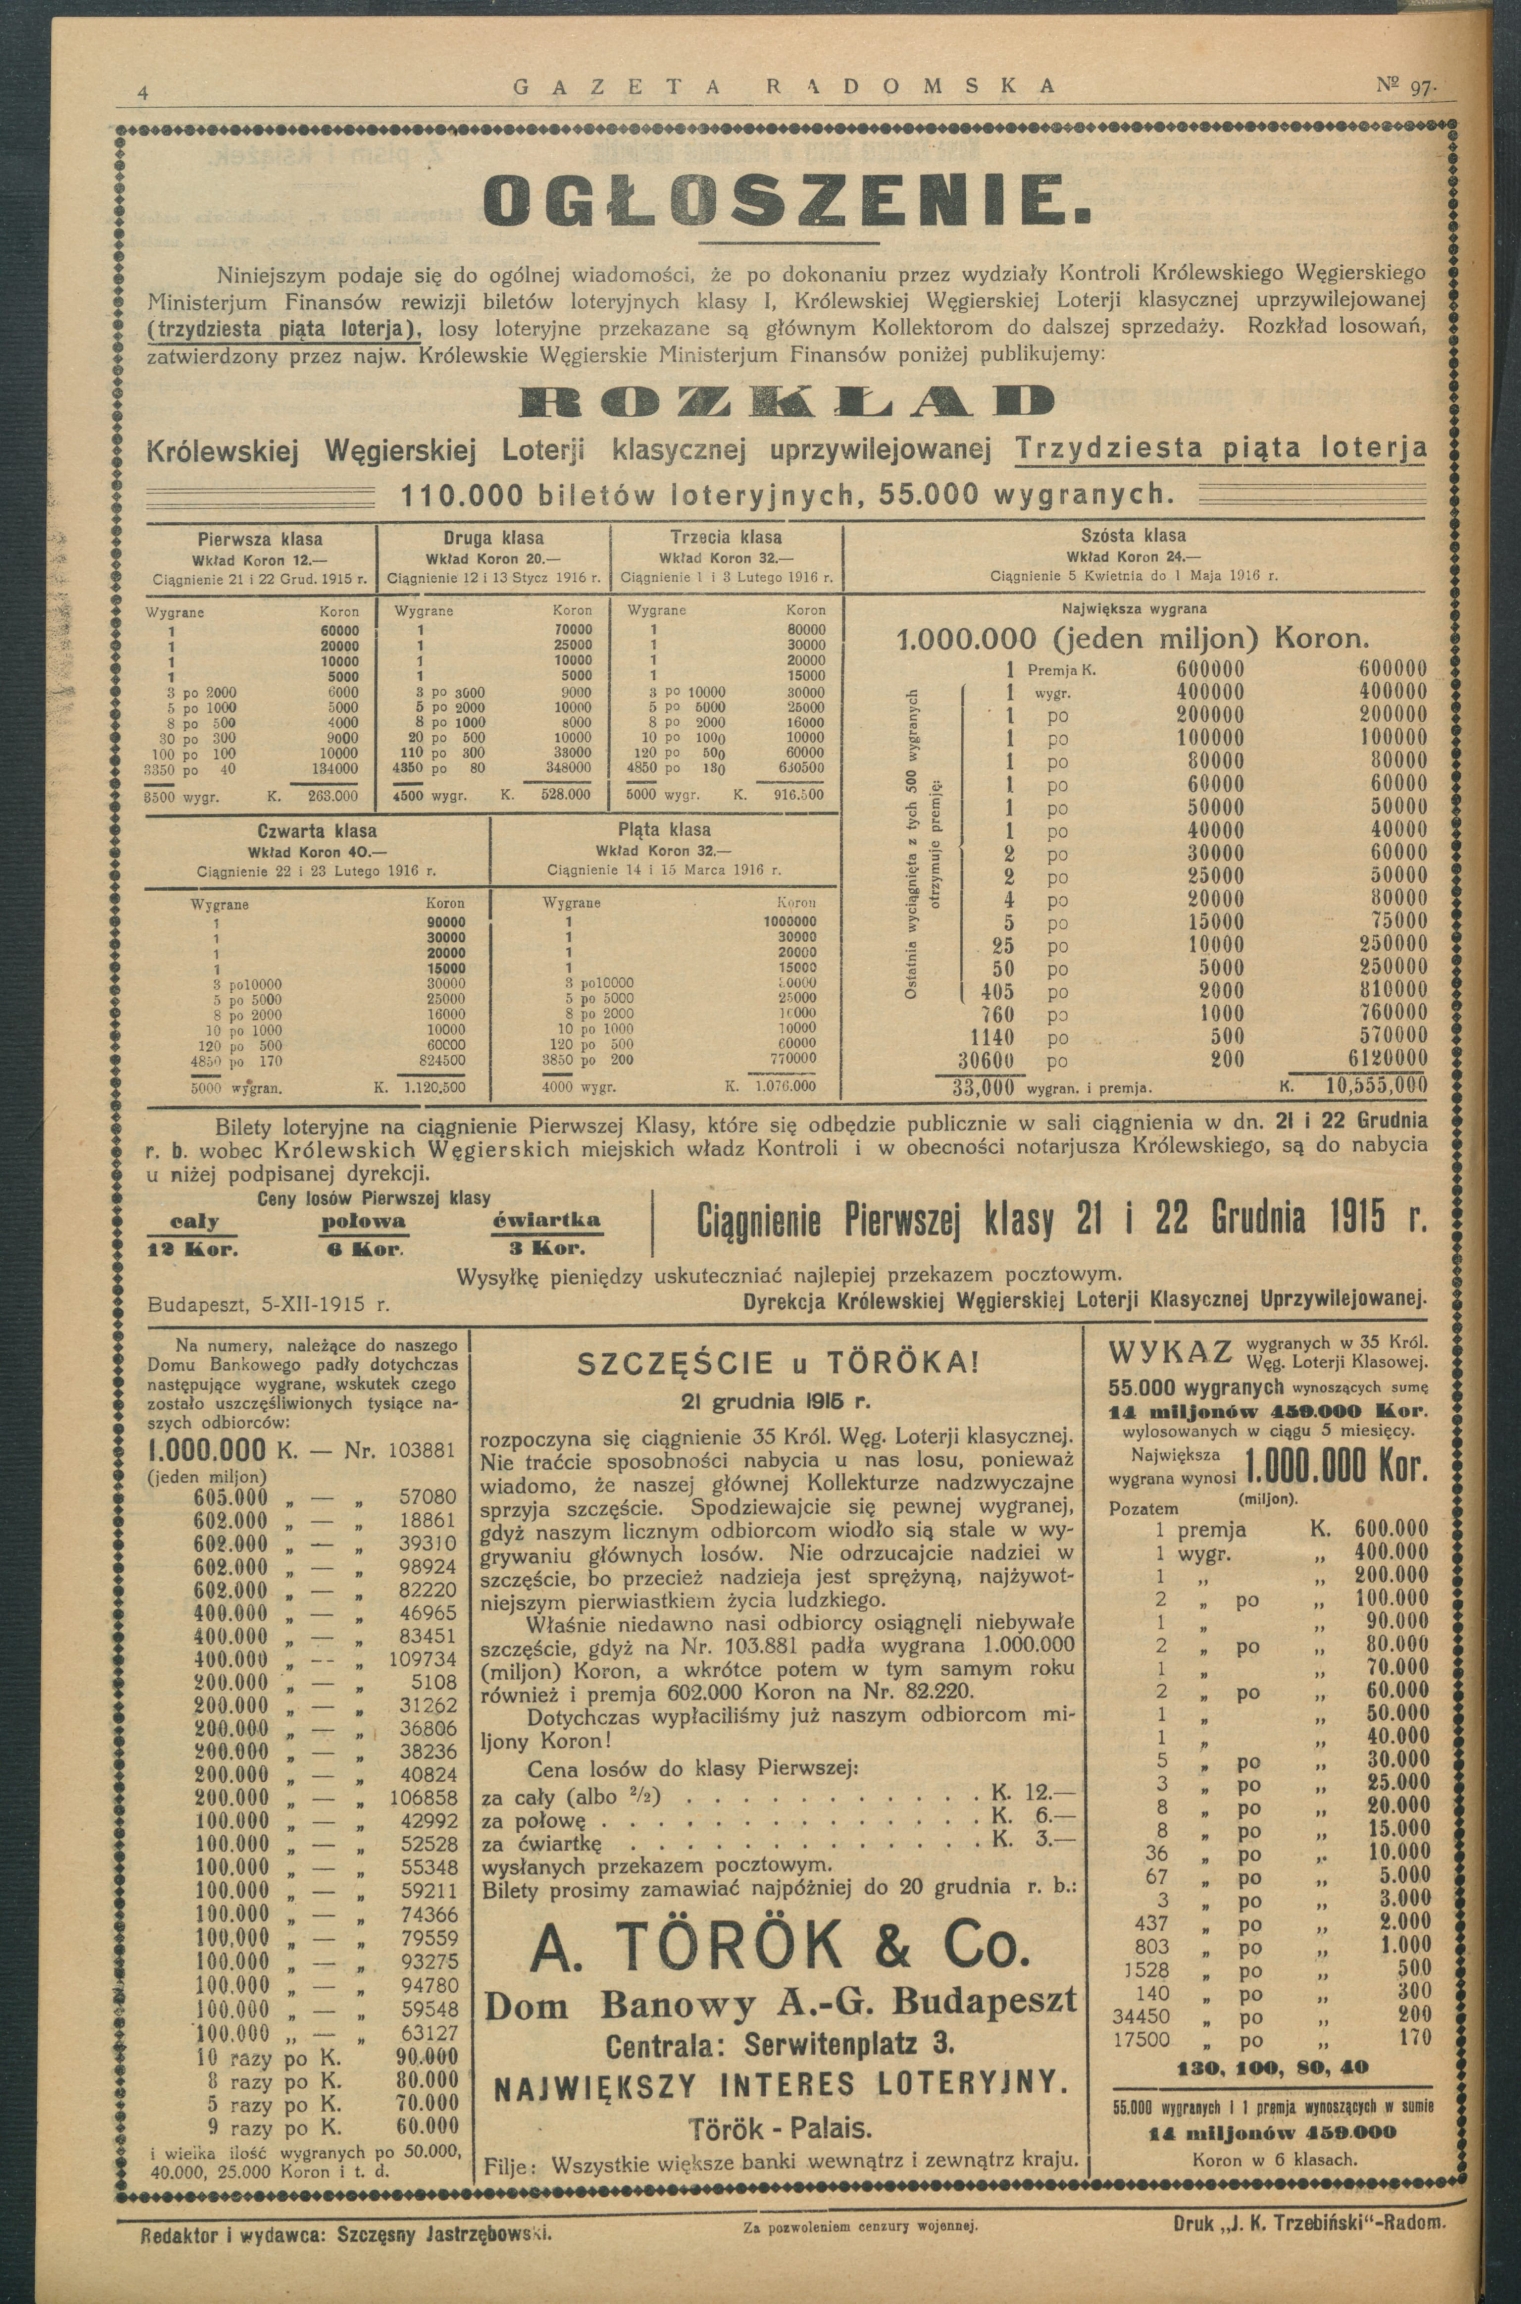 4
GAZETA RADOMSKA
№ 97.
OGŁOSZENIE.
Niniejszym podaje się do ogólnej wiadomości, że po dokonaniu przez wydziały Kontroli Królewskiego Węgierskiego
Ministerjum Finansów rewizji biletów loteryjnych klasy I, Królewskiej Węgierskiej Loterji klasycznej uprzywilejowanej
(trzydziesta piąta loterja), losy loteryjne przekazane są głównym Kollektorom do dalszej sprzedaży. Rozkład losowań,
zatwierdzony przez najw. Królewskie Węgierskie Ministerjum Finansów poniżej publikujemy:
ROZKŁAD
Królewskiej Węgierskiej Loterji klasycznej uprzywilejowanej Trzydziesta piąta loterja
110.000 biletów loteryjnych, 55.000 wygranych.
Pierwsza klasa
Wkład Koron 12.—
Ciągnienie 21 i 22 Grud. 1915 r.
Wygrane Koron
1 60000
1 20000
1 10000
1 5000
3 po 2000 6000
5 po 1000 5000
8 po 500 4000
30 po 300 9000
100 po 100 10000
3350 po 40 134000
8500 wygr. K. 263.000
Druga klasa
Wkład Koron 20.—
Ciągnienie 12 i 13 Stycz 1916 r.
Wygrane Koron
1 70000
1 25000
1 10000
1 5000
3 po 3000 9000
5 po 2000 10000
8 po 1000 8000
20 po 500 10000
110 po 300 33000
4350 po 80 348000
4500 wygr. K. 528.000
Trzecia klasa
Wkład Koron 32.—
Ciągnienie 1 i 3 Lutego 1916 r.
Wygrane Koron
1 80000
1 30000
1 20000
1 15000
3 po 10000 30000
5 po 5000 25000
8 po 2000 16000
10 po 1000 10000
120 po 500 60000
4850 po 130 630500
5000 wygr. K. 916.500
Czwarta klasa
Wkład Koron 40.—
Ciągnienie 22 i 23 Lutego 1916 r.
Wygrane Koron
1 90000
1 30000
1 20000
1 15000
3 po 10000 30000
5 po 5000 25000
8 po 2000 16000
10 po 1000 10000
120 po 500 60000
4850 po 170 824500
5000 wygran. K. 1.120.500
Piąta klasa
Wkład Koron 32.—
Ciągnienie 14 i 15 Marca 1916 r.
Wygrane Koron
1 1000000
1 30000
1 20000
1 15000
3 po 10000
5 po 5000 25000
8 po 2000 16000
10 po 1000 10000
120 po 500 60000
3850 po 200 770000
4000 wygr. K. 1.076.000
Szósta klasa
Wkład Koron 24.—
Ciągnienie 5 Kwietnia do 1 Maja 1916 r.
Największa wygrana
1.000.000 (jeden miljon) Koron.
Ostatnia wyciągnięta z tych 500 wygranych
otrzymuje premję:
1 Premja K. 600000 600000
1 wygr. 400000 400000
1 po 200000 200000
1 po 100000 100000
1 po 80000 80000
1 po 60000 60000
1 po 50000 50000
1 po 40000 40000
2 po 30000 60000
2 po 25000 50000
4 po 20000 80000
5 po 15000 75000
25 po 10000 250000
50 po 5000 250000
405 po 2000 810000
760 po 1000 760000
1140 po 500 570000
30600 po 200 6120000
33,000 wygran. i premja. K. 10,555,000
Bilety loteryjne na ciągnienie Pierwszej Klasy, które się odbędzie publicznie w sali ciągnienia w dn. 21 i 22 Grudnia
r. b. wobec Królewskich Węgierskich miejskich władz Kontroli i w obecności notarjusza Królewskiego, są do nabycia
u niżej podpisanej dyrekcji.
Ceny losów Pierwszej klasy
cały połowa ćwiartka
12 Kor. 6 Kor. 3 Kor.
Ciągnienie Pierwszej klasy 21 i 22 Grudnia 1915 r.
Wysyłkę pieniędzy uskuteczniać najlepiej przekazem pocztowym.
Budapeszt, 5-XII-1915 r.
Dyrekcja Królewskiej Węgierskiej Loterji Klasycznej Uprzywilejowanej.
Na numery, należące do naszego
Domu Bankowego padły dotychczas
następujące wygrane, wskutek czego
zostało uszczęśliwionych tysiące na-
szych odbiorców:
1.000.000 K. — Nr. 103881
(jeden miljon)
605.000 „ — „ 57080
602.000 „ — „ 18861
602.000 „ — „ 39310
602.000 „ — „ 98924
602.000 „ — „ 82220
400.000 „ — „ 46965
400.000 „ — „ 83451
400.000 „ — „ 109734
200.000 „ — „ 5108
200.000 „ — „ 31262
200.000 „ — „ 36806
200.000 „ — „ 38236
200.000 „ — „ 40824
200.000 „ — „ 106858
100.000 „ — „ 42992
100.000 „ — „ 52528
100.000 „ — „ 55348
100.000 „ — „ 59211
100.000 „ — „ 74366
100,000 „ — „ 79559
100.000 „ — „ 93275
100.000 „ — „ 94780
100.000 „ — „ 59548
100.000 „ — „ 63127
10 razy po K. 90.000
8 razy po K. 80.000
5 razy po K. 70.000
9 razy po K. 60.000
i wielka ilość wygranych po 50.000,
40.000, 25.000 Koron i t. d.
SZCZĘŚCIE u TÖRÖKA!
21 grudnia 1915 r.
rozpoczyna się ciągnienie 35 Król. Węg. Loterji klasycznej.
Nie traćcie sposobności nabycia u nas losu, ponieważ
wiadomo, że naszej głównej Kollekturze nadzwyczajne
sprzyja szczęście. Spodziewajcie się pewnej wygranej,
gdyż naszym licznym odbiorcom wiodło sią stale w wy-
grywaniu głównych losów. Nie odrzucajcie nadziei w
szczęście, bo przecież nadzieja jest sprężyną, najżywot-
niejszym pierwiastkiem życia ludzkiego.
Właśnie niedawno nasi odbiorcy osiągnęli niebywałe
szczęście, gdyż na Nr. 103.881 padła wygrana 1.000.000
(miljon) Koron, a wkrótce potem w tym samym roku
również i premja 602.000 Koron na Nr. 82.220.
Dotychczas wypłaciliśmy już naszym odbiorcom mi-
ljony Koron!
Cena losów do klasy Pierwszej:
za cały (albo 2/2) . . . . . . . . . . . K. 12.—
za połowę . . . . . . . . . . . . . . K. 6.—
za ćwiartkę . . . . . . . . . . . . . K. 3.—
wysłanych przekazem pocztowym.
Bilety prosimy zamawiać najpóźniej do 20 grudnia r. b.:
A. TÖRÖK & Co.
Dom Banowy A.-G. Budapeszt
Centrala: Serwitenplatz 3.
NAJWIĘKSZY INTERES LOTERYJNY.
Török - Palais.
Filje: Wszystkie większe banki wewnątrz i zewnątrz kraju.
WYKAZ wygranych w 35 Król.
Węg. Loterji Klasowej.
55.000 wygranych wynoszących sumę
14 miljonów 459.000 Kor.
wylosowanych w ciągu 5 miesięcy.
Największa
wygrana wynosi 1.000.000 Kor.
(miljon).
Pozatem
1 premja K. 600.000
1 wygr. „ 400.000
1 „ „ 200.000
2 „ po „ 100.000
1 „ „ 90.000
2 „ po „ 80.000
1 „ „ 70.000
2 „ po „ 60.000
1 „ „ 50.000
1 „ „ 40.000
5 „ po „ 30.000
3 „ po „ 25.000
8 „ po „ 20.000
8 „ po „ 15.000
36 „ po „ 10.000
67 „ po „ 5.000
3 „ po „ 3.000
437 „ po „ 2.000
803 „ po „ 1.000
1528 „ po „ 500
140 „ po „ 300
34450 „ po „ 200
17500 „ po „ 170
130, 100, 80, 40
55.000 wygranych i 1 premja wynoszących w sumie
14 miljonów 459.000
Koron w 6 klasach.
Redaktor i wydawca: Szczęsny Jastrzębowski.
Za pozwoleniem cenzury wojennej.
Druk „J. K. Trzebiński“-Radom.